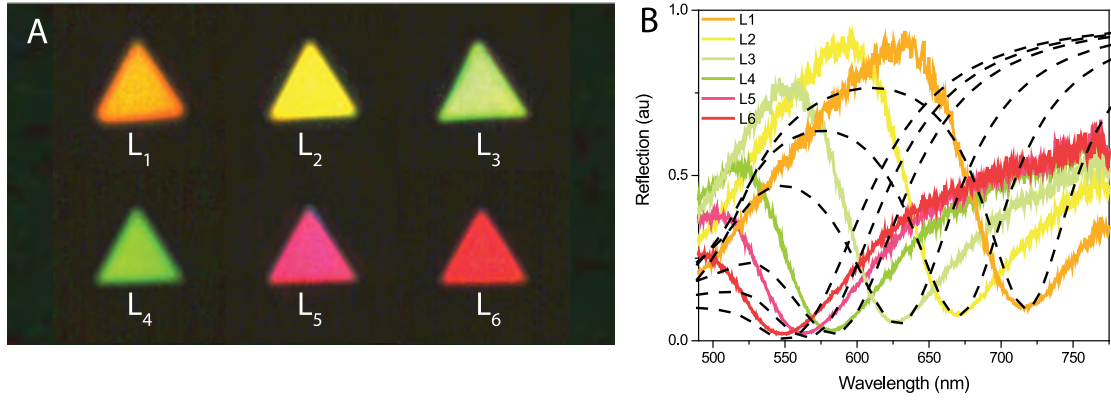 A
L₁ L₂ L₃
L₄ L₅ L₆
B
L1
L2
L3
L4
L5
L6
1.0
0.5
0.0
Reflection (au)
500 550 600 650 700 750
Wavelength (nm)